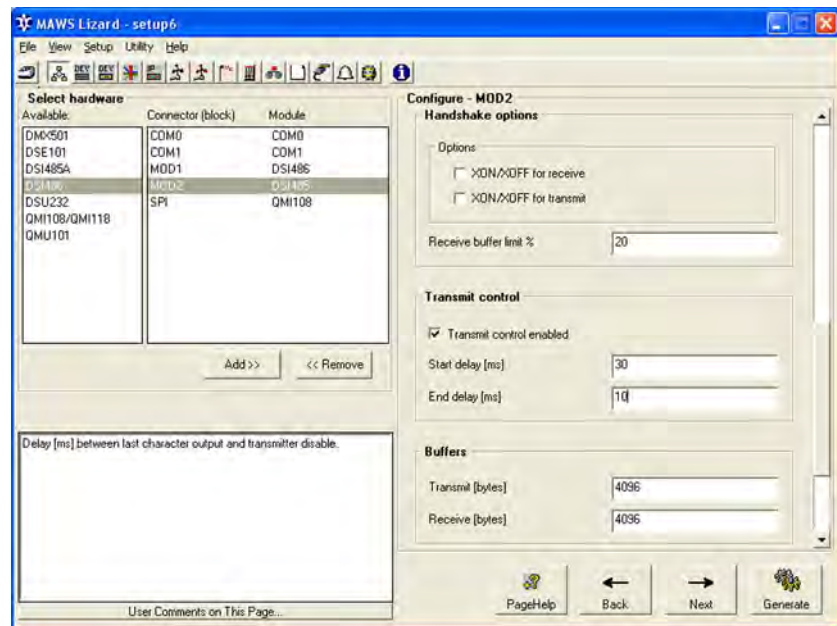 MAWS Lizard - setup6
File View Setup Utility Help
Select hardware
Available: Connector (block) Module
DMX501 COM0 COM0
DSE101 COM1 COM1
DSI485A MOD1 DSI486
DSI486 MOD2 DSI485
DSU232 SPI QMI108
QMI108/QMI118
QMU101
Add >> << Remove
Delay [ms] between last character output and transmitter disable.
User Comments on This Page...
Configure - MOD2
Handshake options
Options
XON/XOFF for receive
XON/XOFF for transmit
Receive buffer limit % 20
Transmit control
Transmit control enabled
Start delay [ms] 30
End delay [ms] 10
Buffers
Transmit [bytes] 4096
Receive [bytes] 4096
PageHelp Back Next Generate